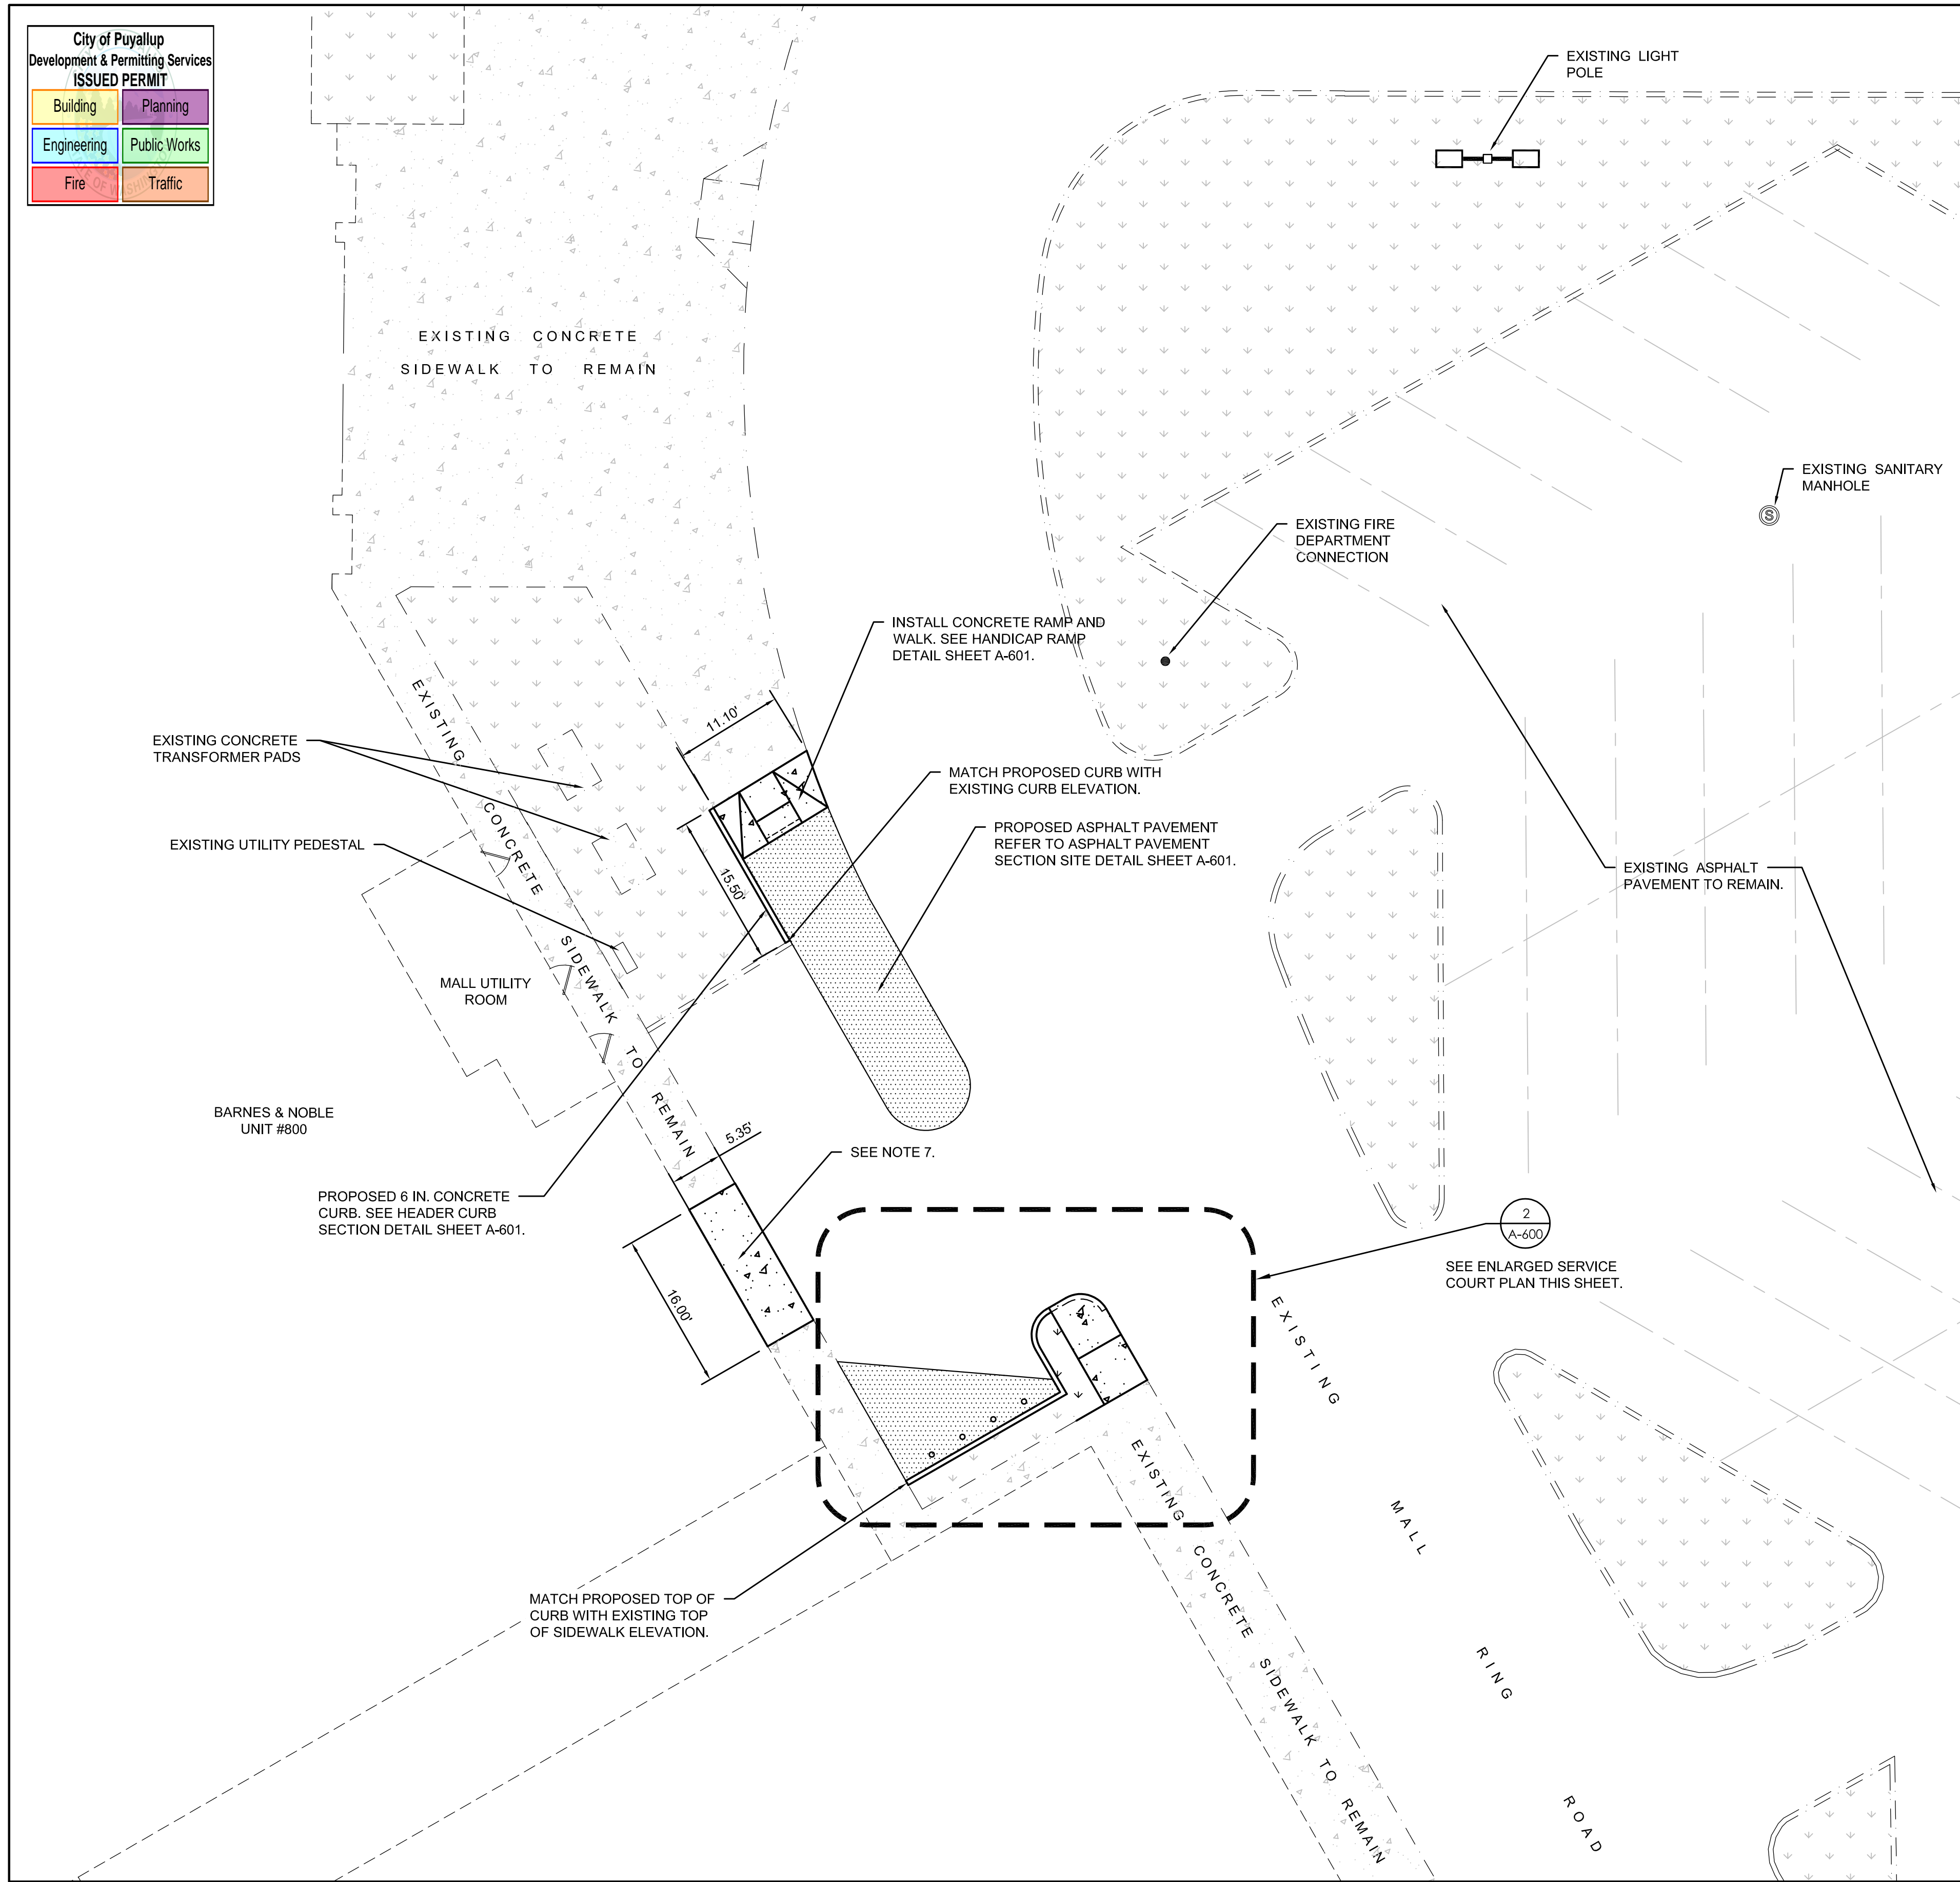 City of Puyallup
Development & Permitting Services
ISSUED PERMIT
Building
Planning
Engineering
Public Works
Fire
Traffic
EXISTING LIGHT
POLE
EXISTING CONCRETE
SIDEWALK TO REMAIN
EXISTING SANITARY
MANHOLE
S
EXISTING FIRE
DEPARTMENT
CONNECTION
INSTALL CONCRETE RAMP AND
WALK. SEE HANDICAP RAMP
DETAIL SHEET A-601.
11.10'
EXISTING CONCRETE SIDEWALK TO REMAIN
EXISTING CONCRETE
TRANSFORMER PADS
MATCH PROPOSED CURB WITH
EXISTING CURB ELEVATION.
PROPOSED ASPHALT PAVEMENT
REFER TO ASPHALT PAVEMENT
SECTION SITE DETAIL SHEET A-601.
EXISTING UTILITY PEDESTAL
15.50'
EXISTING ASPHALT
PAVEMENT TO REMAIN.
MALL UTILITY
ROOM
BARNES & NOBLE
UNIT #800
5.35'
SEE NOTE 7.
PROPOSED 6 IN. CONCRETE
CURB. SEE HEADER CURB
SECTION DETAIL SHEET A-601.
2
A-600
SEE ENLARGED SERVICE
COURT PLAN THIS SHEET.
16.00'
EXISTING MALL RING ROAD
EXISTING CONCRETE SIDEWALK TO REMAIN
MATCH PROPOSED TOP OF
CURB WITH EXISTING TOP
OF SIDEWALK ELEVATION.